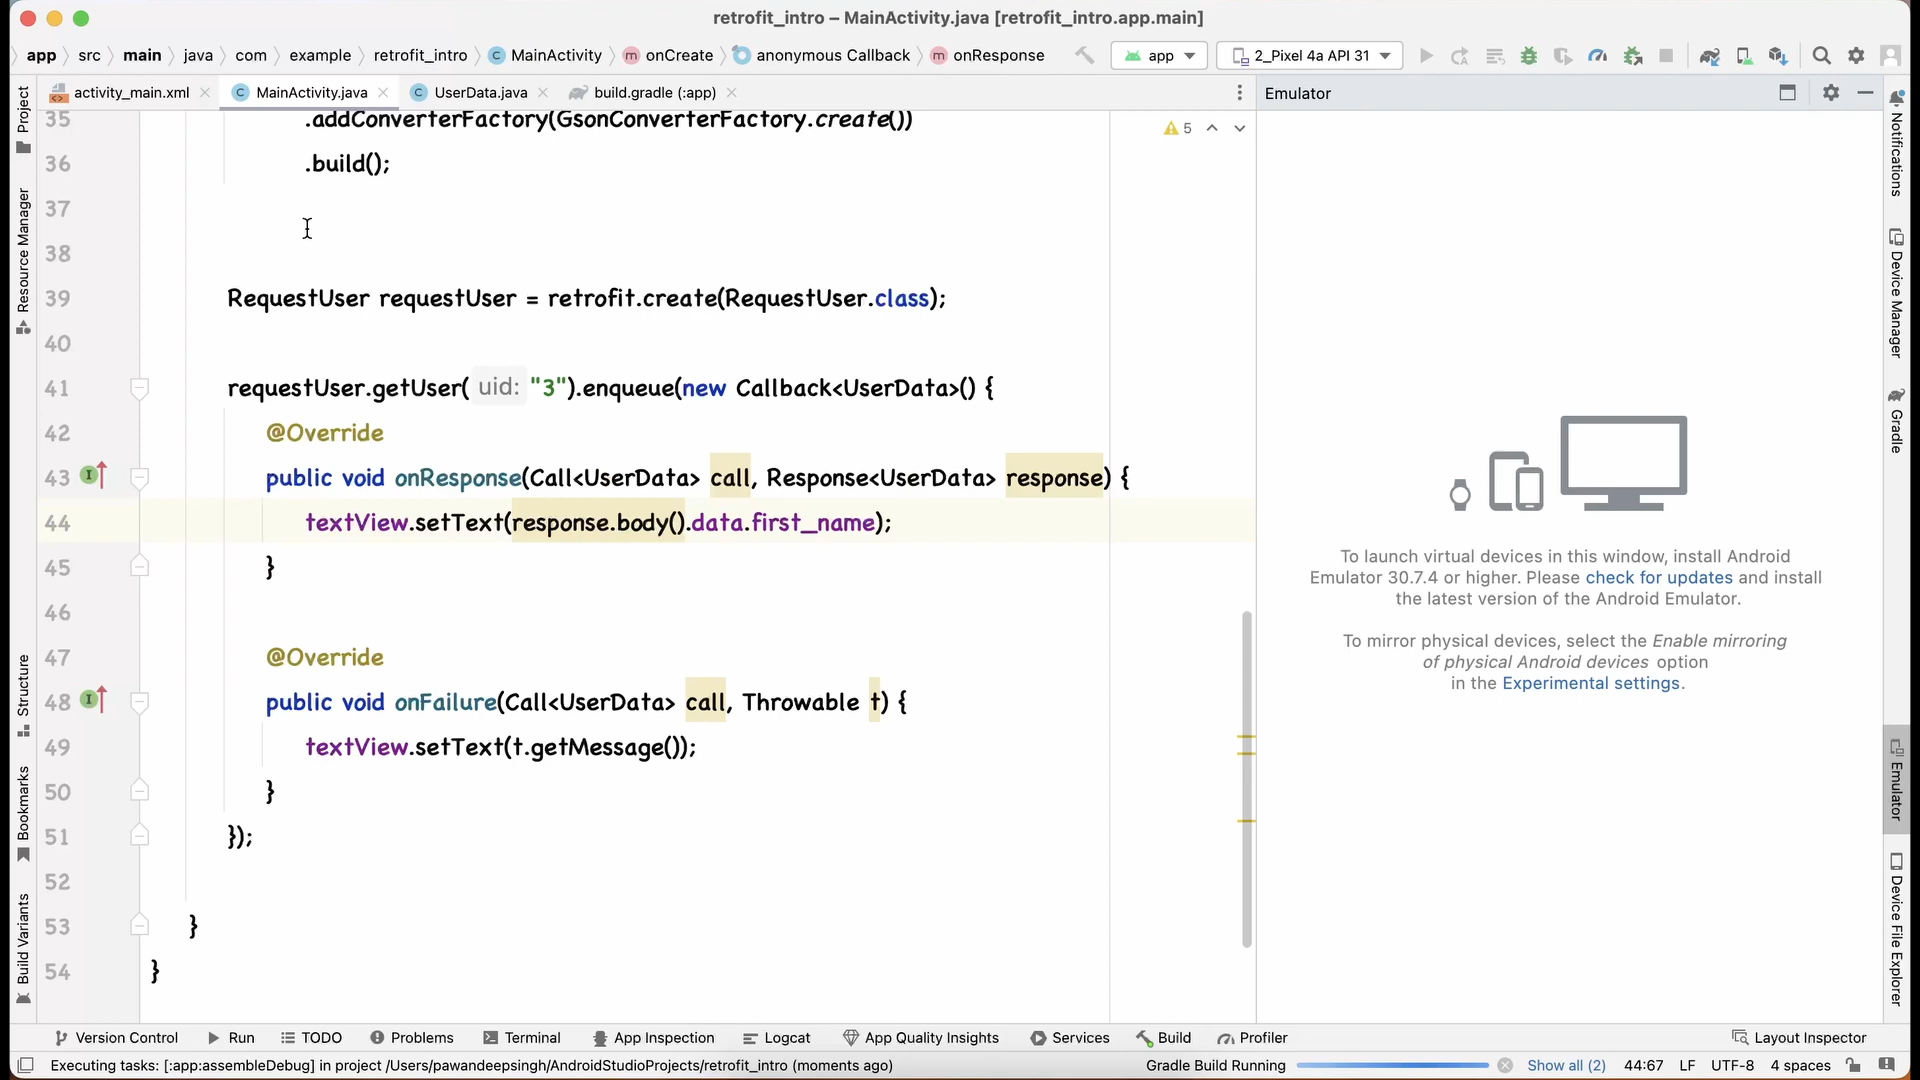 retrofit_intro – MainActivity.java [retrofit_intro.app.main]
app src main java com example retrofit_intro C MainActivity m onCreate anonymous Callback m onResponse app 2_Pixel 4a API 31
activity_main.xml C MainActivity.java C UserData.java build.gradle (:app) Emulator
Project
Resource Manager
Structure
Bookmarks
Build Variants
5
35 .addConverterFactory(GsonConverterFactory.create())
36 .build();
37
38
39 RequestUser requestUser = retrofit.create(RequestUser.class);
40
41 requestUser.getUser( uid: "3").enqueue(new Callback<UserData>() {
42 @Override
43 public void onResponse(Call<UserData> call, Response<UserData> response) {
44 textView.setText(response.body().data.first_name);
45 }
46
47 @Override
48 public void onFailure(Call<UserData> call, Throwable t) {
49 textView.setText(t.getMessage());
50 }
51 });
52
53 }
54 }
To launch virtual devices in this window, install Android
Emulator 30.7.4 or higher. Please check for updates and install
the latest version of the Android Emulator.
To mirror physical devices, select the Enable mirroring
of physical Android devices option
in the Experimental settings.
Notifications
Device Manager
Gradle
Emulator
Device File Explorer
Version Control Run TODO Problems Terminal App Inspection Logcat App Quality Insights Services Build Profiler Layout Inspector
Executing tasks: [:app:assembleDebug] in project /Users/pawandeepsingh/AndroidStudioProjects/retrofit_intro (moments ago) Gradle Build Running Show all (2) 44:67 LF UTF-8 4 spaces